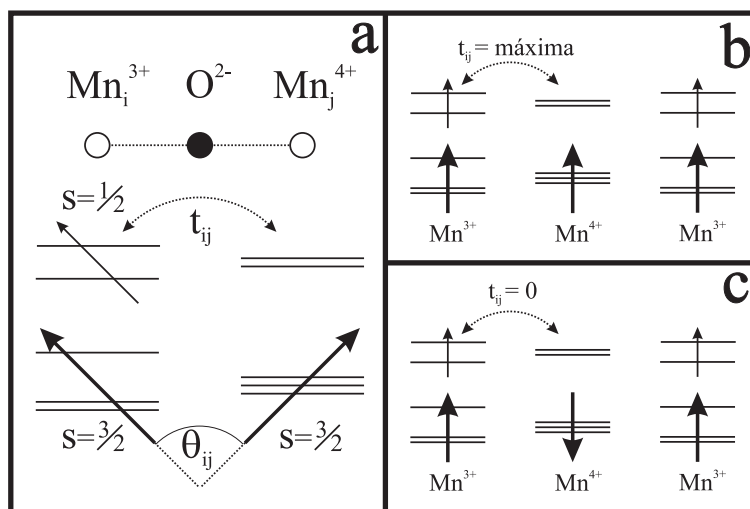 a
Mn_i^3+ O^2- Mn_j^4+
s=1/2
t_ij
s=3/2
θ_ij
s=3/2
b
t_ij = máxima
Mn^3+ Mn^4+ Mn^3+
c
t_ij = 0
Mn^3+ Mn^4+ Mn^3+